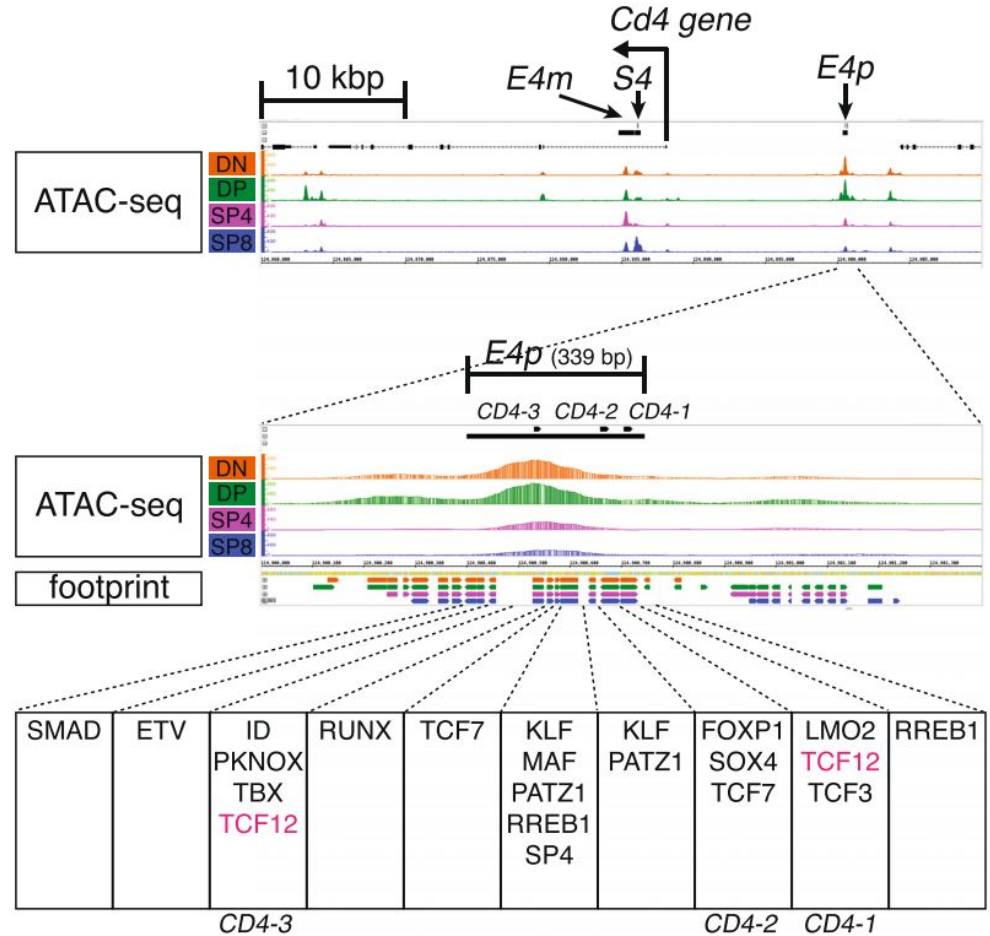 Cd4 gene
10 kbp
E4m
S4
E4p
ATAC-seq
DN
DP
SP4
SP8
E4p (339 bp)
CD4-3 CD4-2 CD4-1
ATAC-seq
DN
DP
SP4
SP8
footprint
SMAD
ETV
ID
PKNOX
TBX
TCF12
RUNX
TCF7
KLF
MAF
PATZ1
RREB1
SP4
KLF
PATZ1
FOXP1
SOX4
TCF7
LMO2
TCF12
TCF3
RREB1
CD4-3
CD4-2
CD4-1